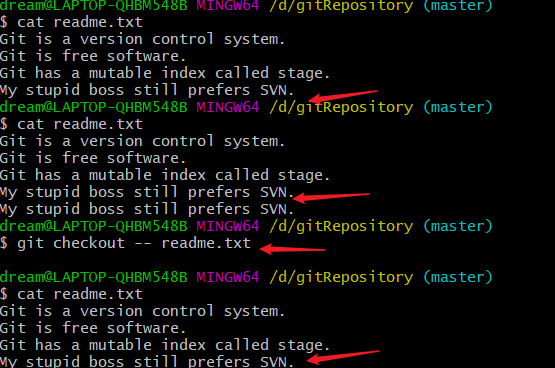 dream@LAPTOP-QHBM548B MINGW64 /d/gitRepository (master)
$ cat readme.txt
Git is a version control system.
Git is free software.
Git has a mutable index called stage.
My stupid boss still prefers SVN.
dream@LAPTOP-QHBM548B MINGW64 /d/gitRepository (master)
$ cat readme.txt
Git is a version control system.
Git is free software.
Git has a mutable index called stage.
My stupid boss still prefers SVN.
My stupid boss still prefers SVN.
dream@LAPTOP-QHBM548B MINGW64 /d/gitRepository (master)
$ git checkout -- readme.txt
dream@LAPTOP-QHBM548B MINGW64 /d/gitRepository (master)
$ cat readme.txt
Git is a version control system.
Git is free software.
Git has a mutable index called stage.
My stupid boss still prefers SVN.